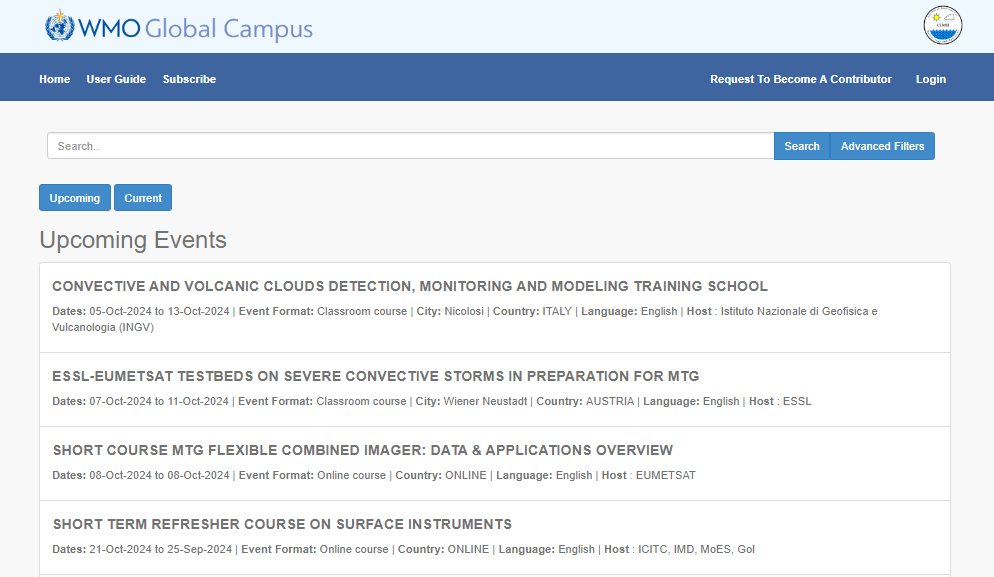 WMO Global Campus
CIMH
Home User Guide Subscribe Request To Become A Contributor Login
Search.. Search Advanced Filters
Upcoming Current
Upcoming Events
CONVECTIVE AND VOLCANIC CLOUDS DETECTION, MONITORING AND MODELING TRAINING SCHOOL
Dates: 05-Oct-2024 to 13-Oct-2024 | Event Format: Classroom course | City: Nicolosi | Country: ITALY | Language: English | Host : Istituto Nazionale di Geofisica e
Vulcanologia (INGV)
ESSL-EUMETSAT TESTBEDS ON SEVERE CONVECTIVE STORMS IN PREPARATION FOR MTG
Dates: 07-Oct-2024 to 11-Oct-2024 | Event Format: Classroom course | City: Wiener Neustadt | Country: AUSTRIA | Language: English | Host : ESSL
SHORT COURSE MTG FLEXIBLE COMBINED IMAGER: DATA & APPLICATIONS OVERVIEW
Dates: 08-Oct-2024 to 08-Oct-2024 | Event Format: Online course | Country: ONLINE | Language: English | Host : EUMETSAT
SHORT TERM REFRESHER COURSE ON SURFACE INSTRUMENTS
Dates: 21-Oct-2024 to 25-Sep-2024 | Event Format: Online course | Country: ONLINE | Language: English | Host : ICITC, IMD, MoES, GoI